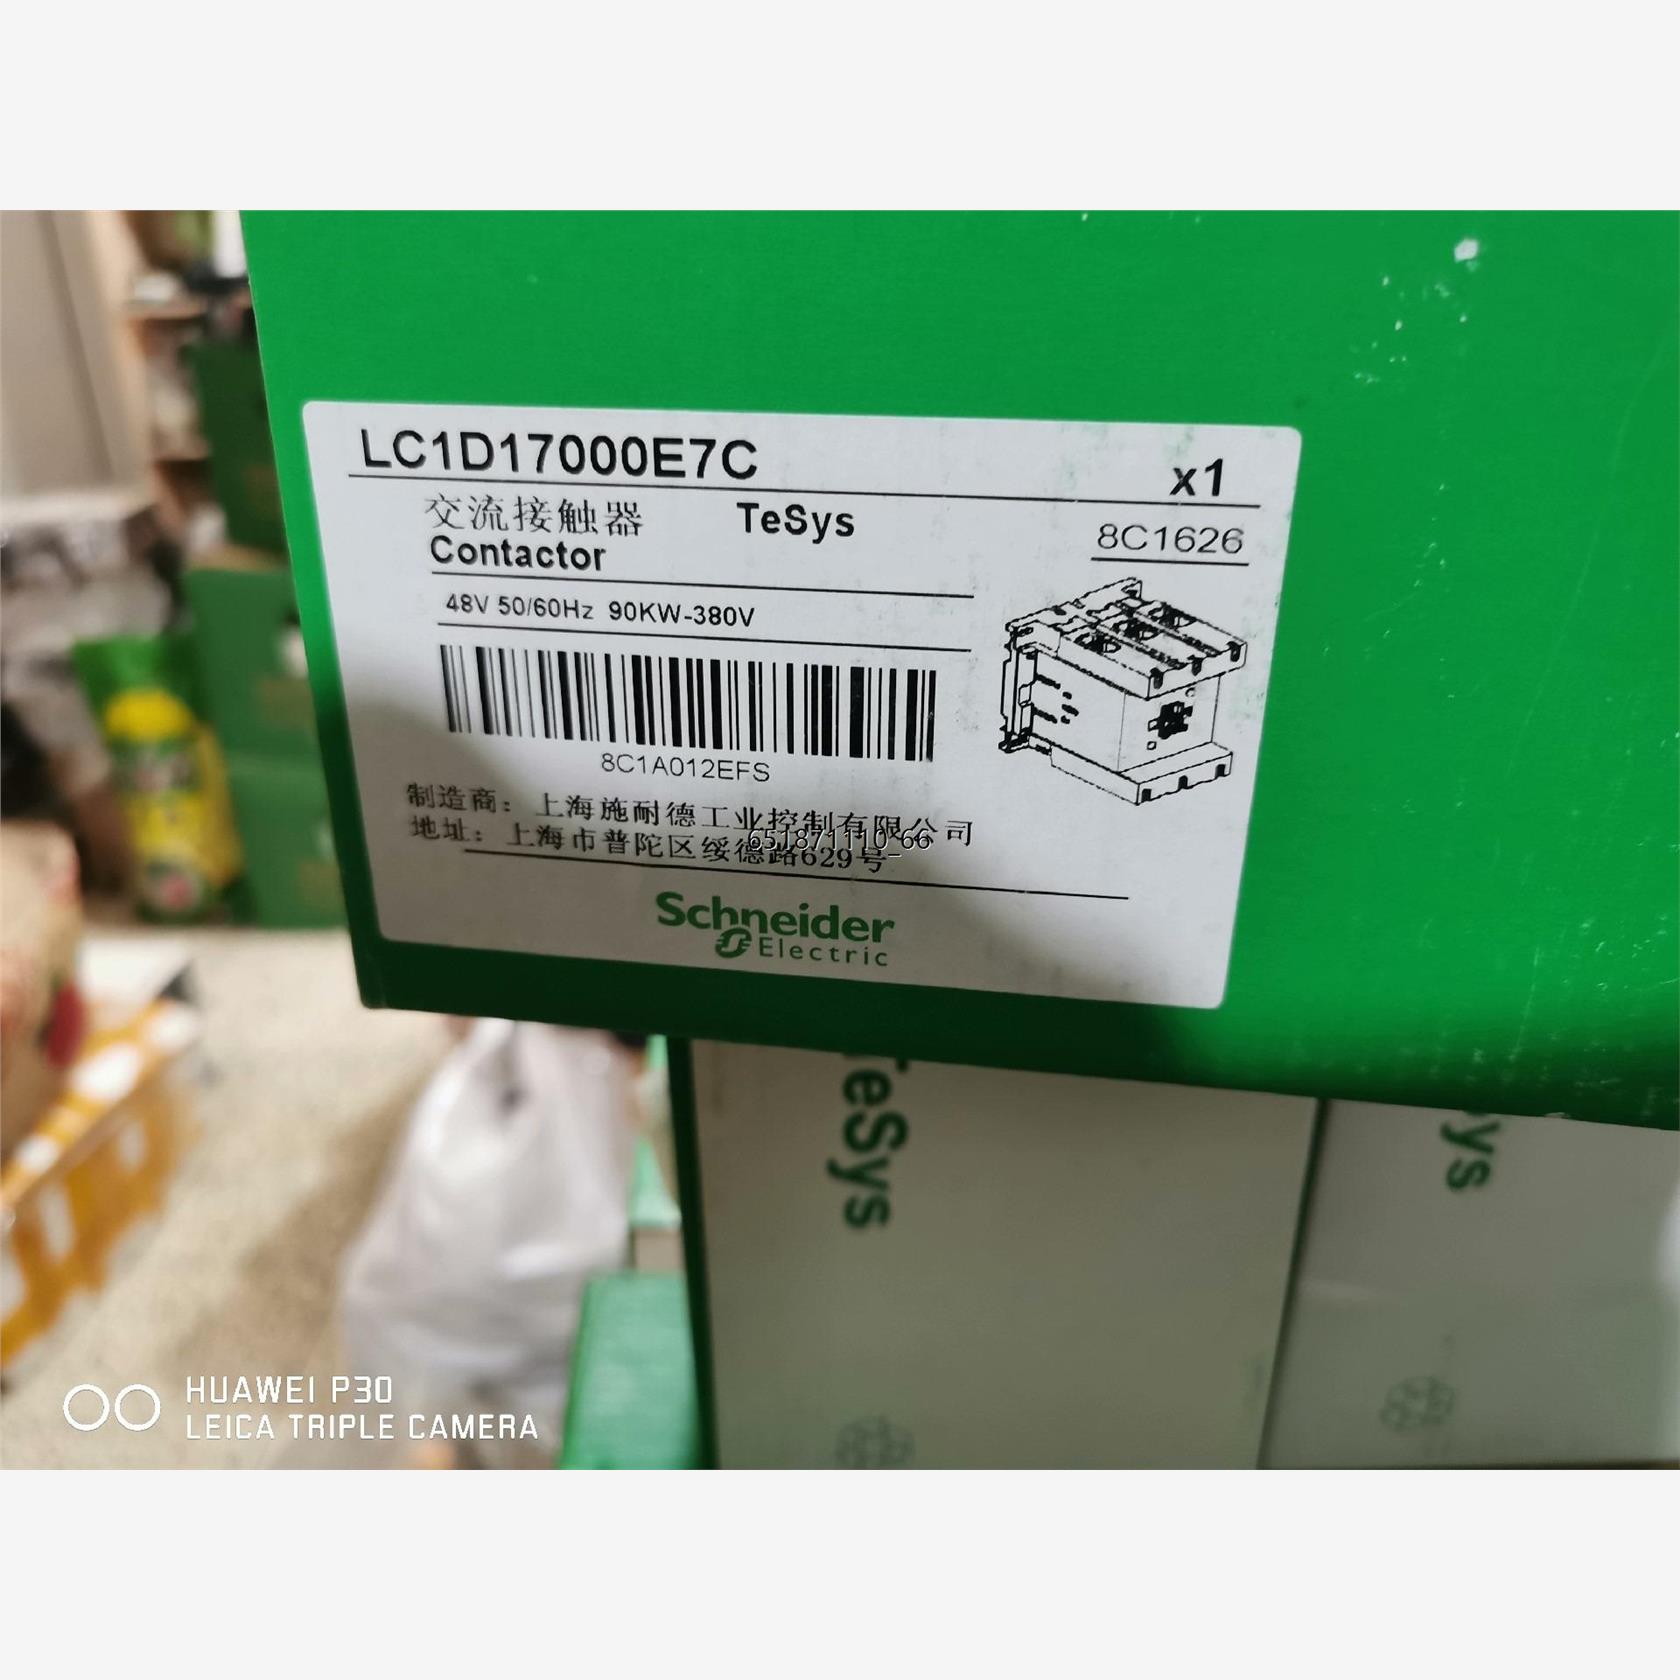 LC1D17000E7C
x1
交流接触器 TeSys
8C1626
Contactor
48V 50/60Hz 90KW-380V
8C1A012EFS
制造商：上海施耐德工业控制有限公司
地址：上海市普陀区绥德路629号
651871110_66
Schneider
Electric
TeSys
ys
HUAWEI P30
LEICA TRIPLE CAMERA